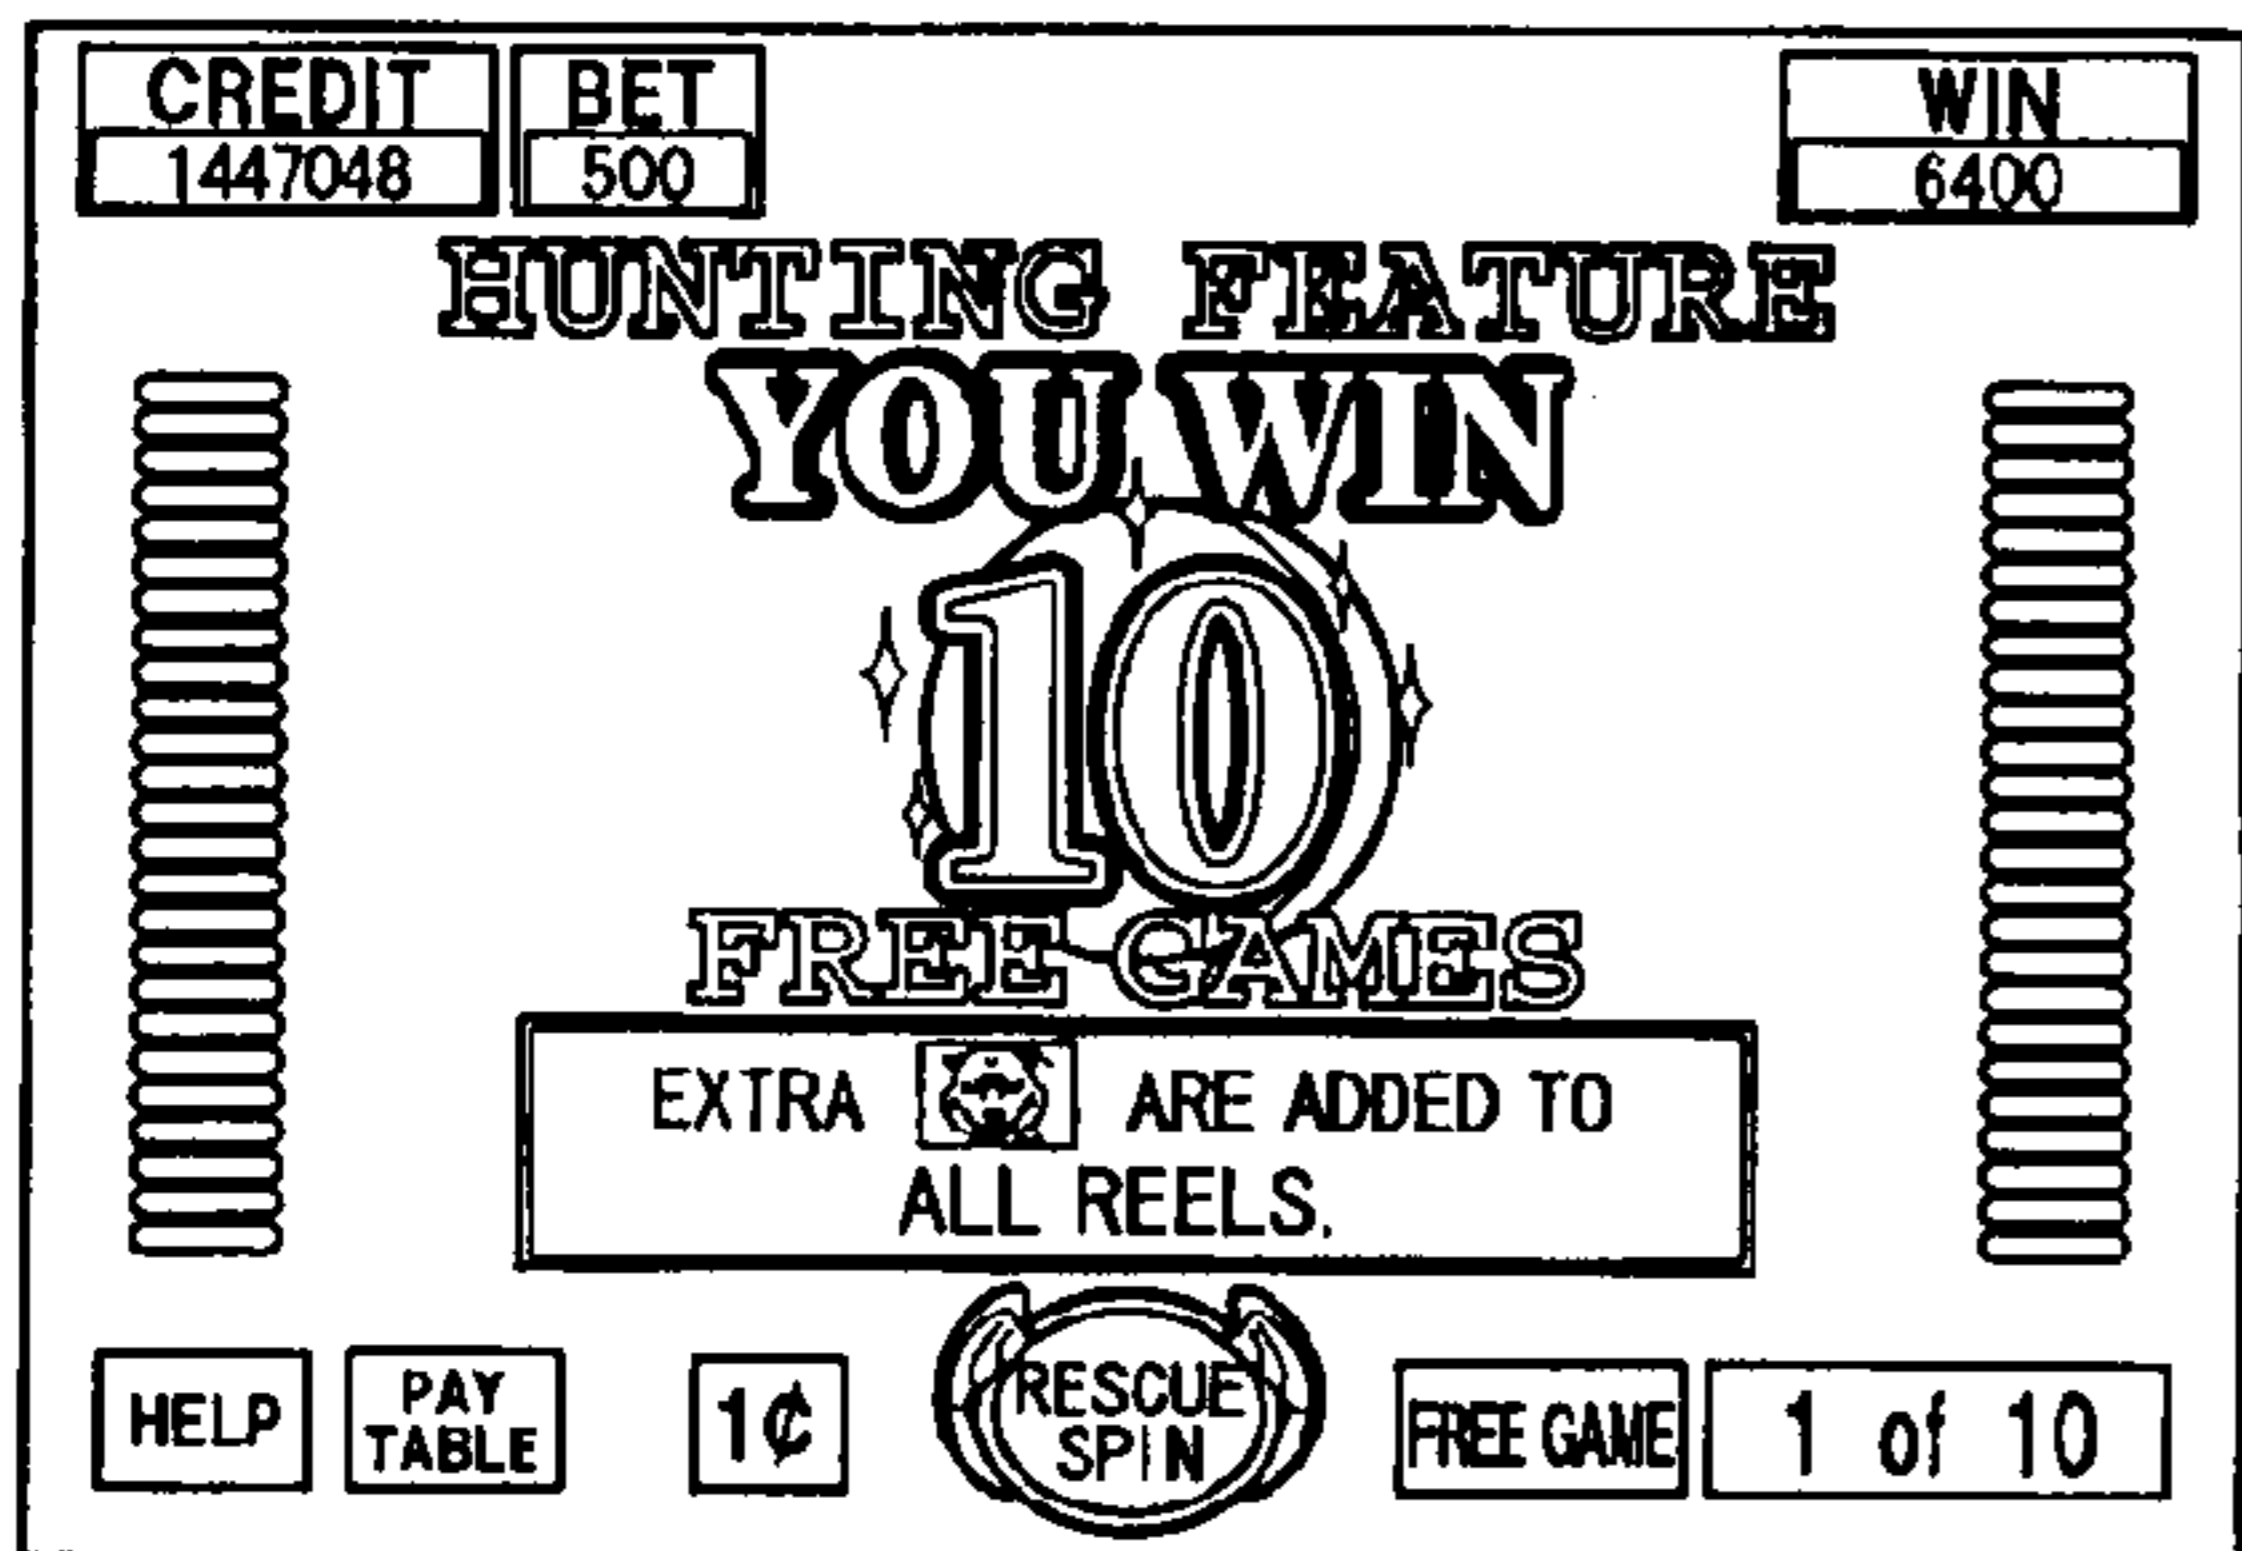 CREDIT BET WIN
1447048 500 6400
HUNTING FEATURE
YOU WIN
10
FREE GAMES
EXTRA ARE ADDED TO
ALL REELS.
HELP
PAY
TABLE
1¢
RESCUE
SPIN
FREE GAME
1 of 10